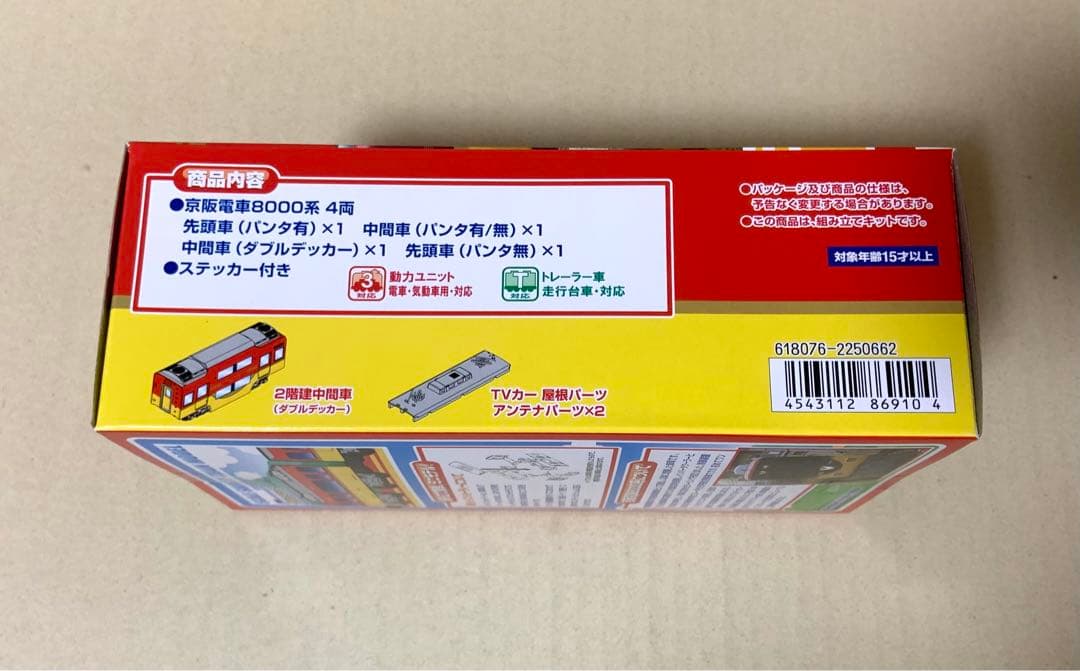 商品内容
●京阪電車8000系 4両
先頭車(パンタ有)×1 中間車(パンタ有/無)×1
中間車(ダブルデッカー)×1 先頭車(パンタ無)×1
●ステッカー付き
3
対応
動力ユニット
電車・気動車用・対応
T
対応
トレーラー車
走行台車・対応
●パッケージ及び商品の仕様は、
予告なく変更する場合があります。
●この商品は、組み立てキットです。
対象年齢15才以上
2階建中間車
(ダブルデッカー)
TVカー 屋根パーツ
アンテナパーツ×2
618076-2250662
4543112 86910 4